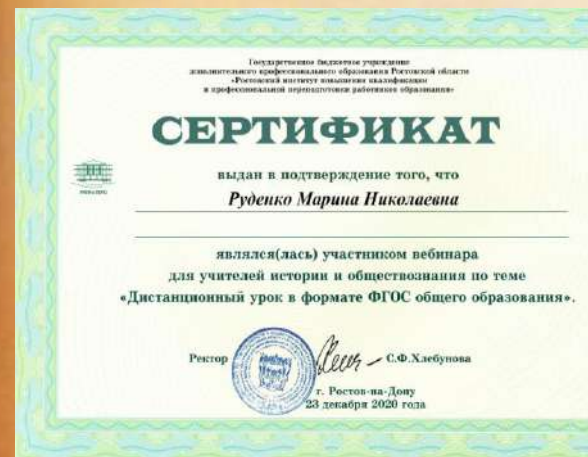 Государственное бюджетное учреждение
дополнительного профессионального образования Ростовской области
«Ростовский институт повышения квалификации
и профессиональной переподготовки работников образования»
СЕРТИФИКАТ
выдан в подтверждение того, что
Руденко Марина Николаевна
являлся(лась) участником вебинара
для учителей истории и обществознания по теме
«Дистанционный урок в формате ФГОС общего образования».
Ректор
С.Ф.Хлебунова
г. Ростов-на-Дону
23 декабря 2020 года